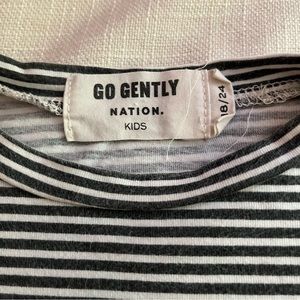 GO GENTLY
NATION.
KIDS
18/24